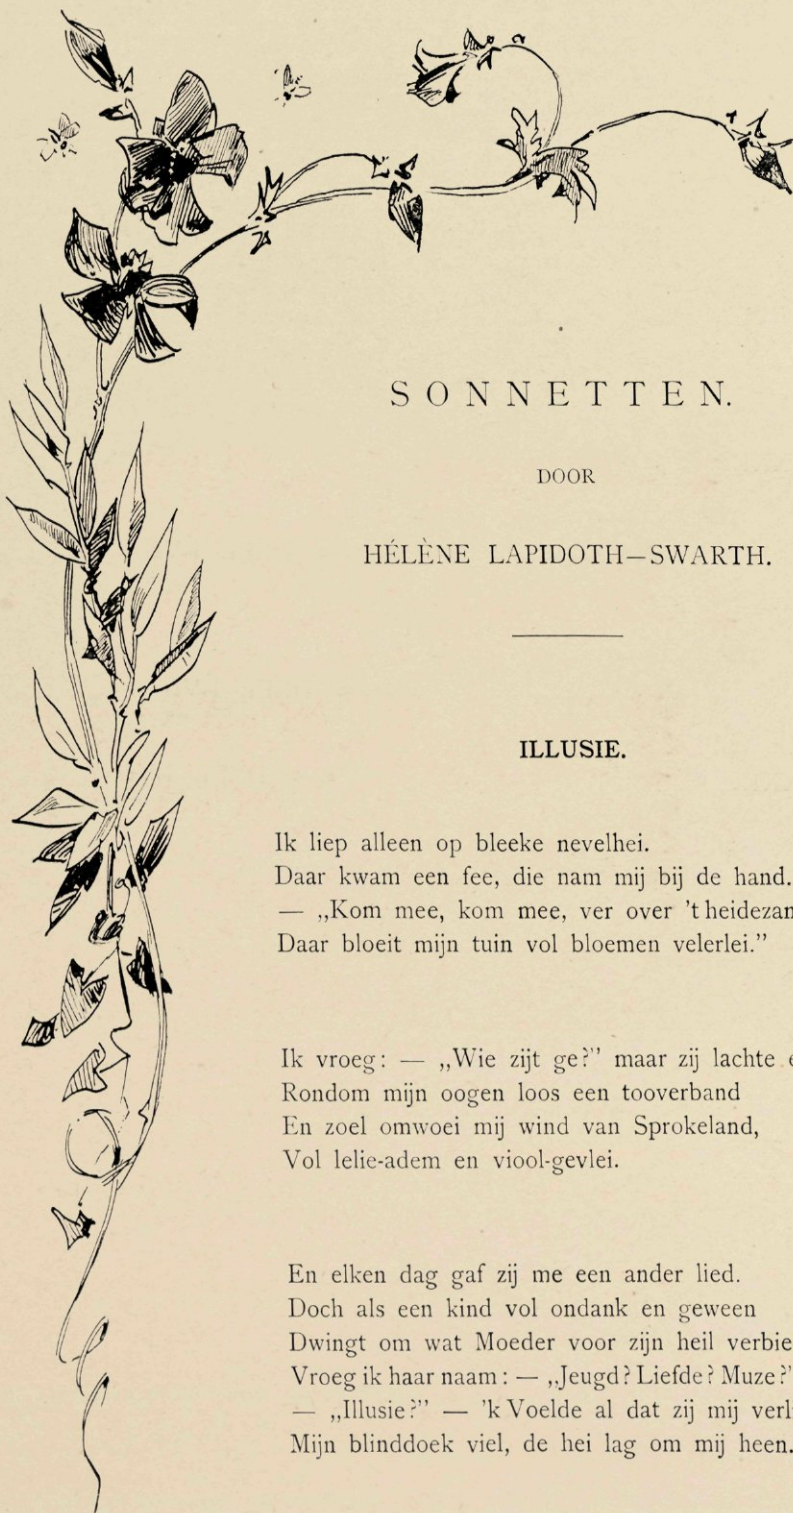 SONNETTEN.
DOOR
HÉLÈNE LAPIDOTH—SWARTH.
ILLUSIE.
Ik liep alleen op bleeke nevelhei.
Daar kwam een fee, die nam mij bij de hand.
— „Kom mee, kom mee, ver over 't
Daar bloeit mijn tuin vol bloemen velerlei.”
Ik vroeg: — „Wie zijt ge?” maar zij lachte
Rondom mijn oogen loos een tooverband
En zoel omwoei mij wind van Sprokeland,
Vol lelie-adem en viool-gevlei.
En elken dag gaf zij me een ander lied.
Doch als een kind vol ondank en geween
Dwingt om wat Moeder voor zijn heil
Vroeg ik haar naam: — „Jeugd? Liefde? Muze?”
— „Illusie?” — 'k Voelde al dat zij mij
Mijn blinddoek viel, de hei lag om mij heen.